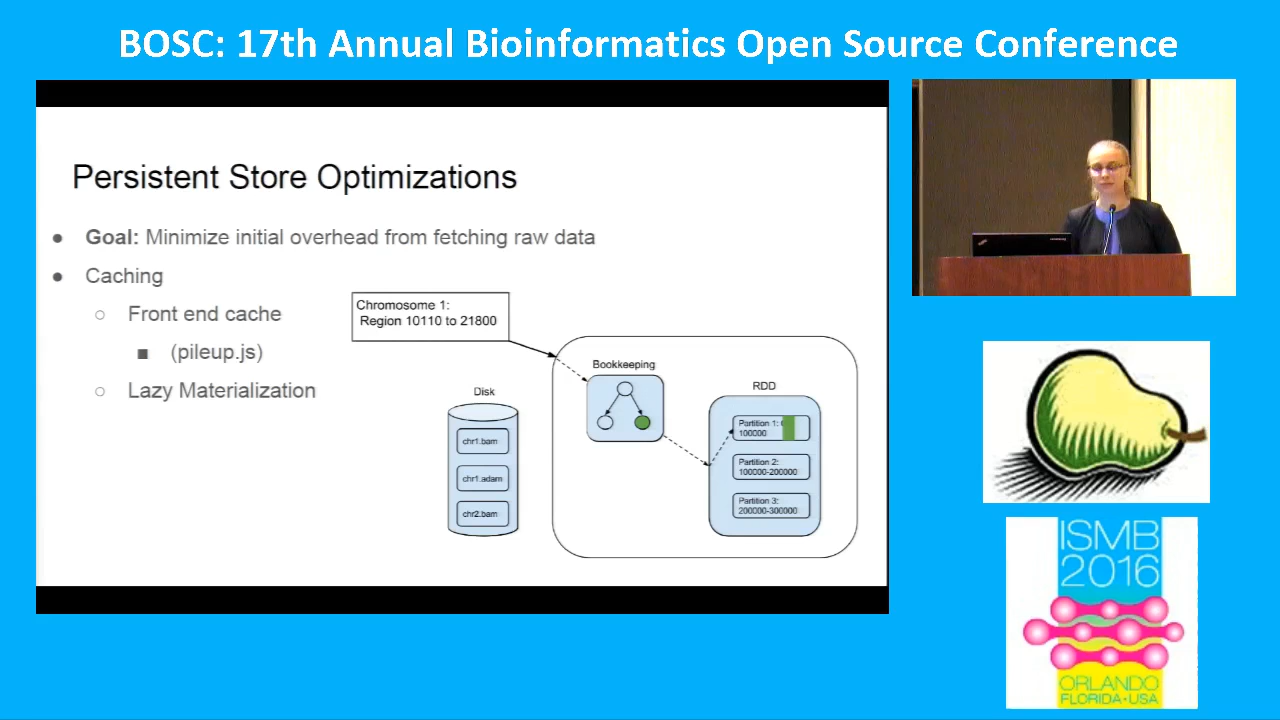 BOSC: 17th Annual Bioinformatics Open Source Conference
Persistent Store Optimizations
● Goal: Minimize initial overhead from fetching raw data
● Caching
○ Front end cache
■ (pileup.js)
○ Lazy Materialization
Chromosome 1:
Region 10110 to 21800
Disk
chr1.bam
chr1.adam
chr2.bam
Bookkeeping
RDD
Partition 1:
100000
Partition 2:
100000-200000
Partition 3:
200000-300000
ISMB
2016
ORLANDO
FLORIDA • USA